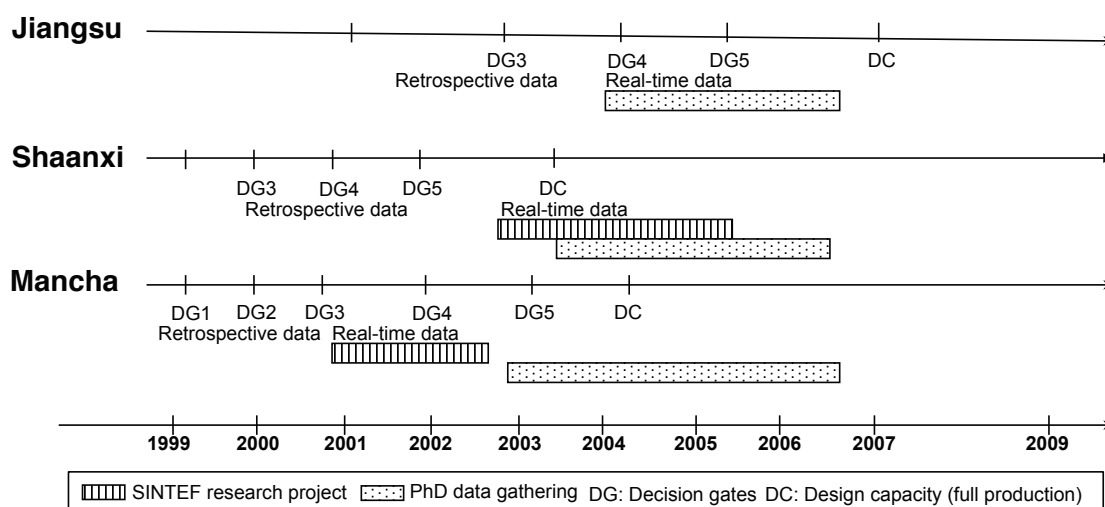 Jiangsu
DG3 DG4 DG5 DC
Retrospective data Real-time data
Shaanxi
DG3 DG4 DG5 DC
Retrospective data Real-time data
Mancha
DG1 DG2 DG3 DG4 DG5 DC
Retrospective data Real-time data
1999 2000 2001 2002 2003 2004 2005 2006 2007 2009
SINTEF research project PhD data gathering DG: Decision gates DC: Design capacity (full production)